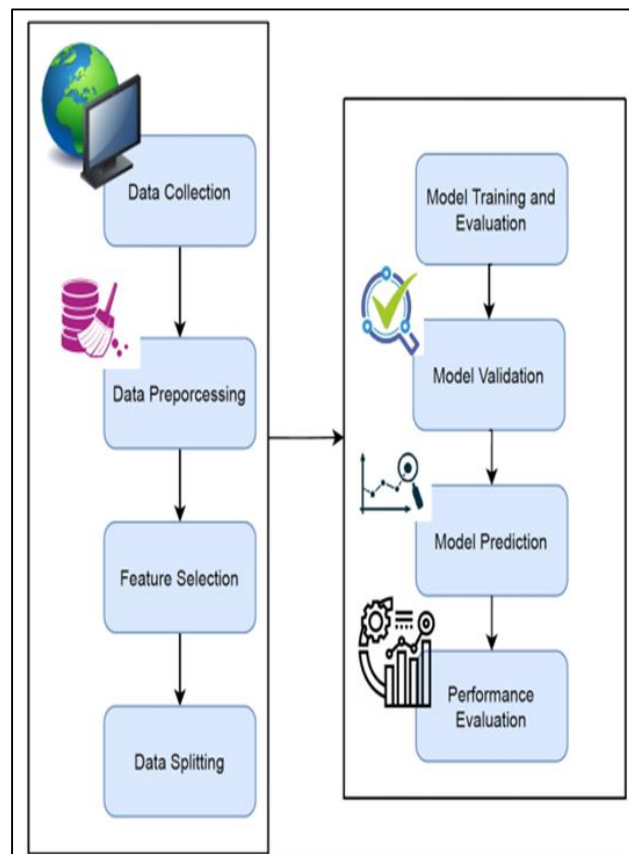 Data Collection
Data Preporcessing
Feature Selection
Data Splitting
Model Training and
Evaluation
Model Validation
Model Prediction
Performance
Evaluation